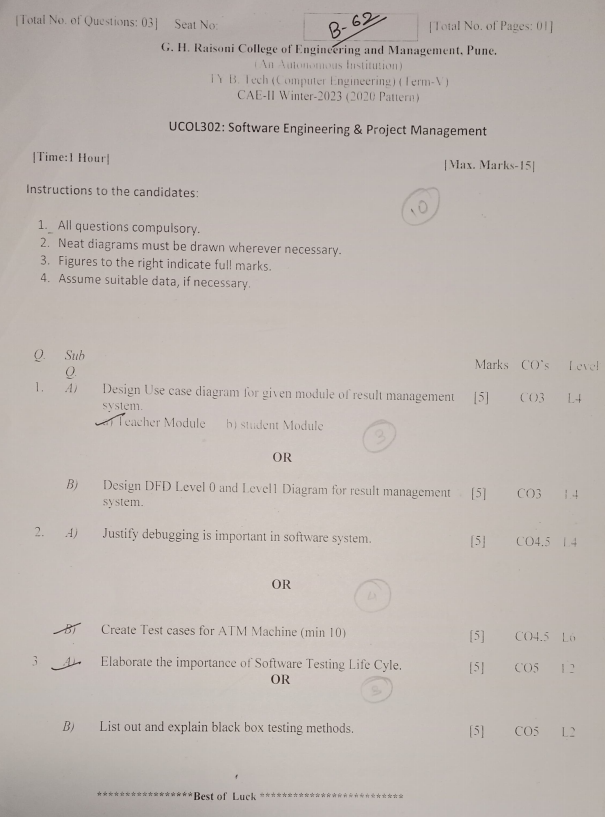 [Total No. of Questions: 03] Seat No: B-62 [Total No. of Pages: 01]
G. H. Raisoni College of Engineering and Management, Pune.
(An Autonomous Institution)
TY B. Tech (Computer Engineering) (Term-V)
CAE-II Winter-2023 (2020 Pattern)
UCOL302: Software Engineering & Project Management
[Time:1 Hour]
[Max. Marks-15]
Instructions to the candidates:
10
1. All questions compulsory.
2. Neat diagrams must be drawn wherever necessary.
3. Figures to the right indicate full marks.
4. Assume suitable data, if necessary.
Q. Sub Marks CO's Level
Q.
1. A) Design Use case diagram for given module of result management [5] CO3 L4
system.
a) Teacher Module b) student Module
3
OR
B) Design DFD Level 0 and Level1 Diagram for result management [5] CO3 L4
system.
2. A) Justify debugging is important in software system. [5] CO4,5 L4
OR
B) Create Test cases for ATM Machine (min 10) [5] CO4,5 L6
3 A) Elaborate the importance of Software Testing Life Cyle. [5] CO5 L2
OR
B) List out and explain black box testing methods. [5] CO5 L2
*****************Best of Luck **************************